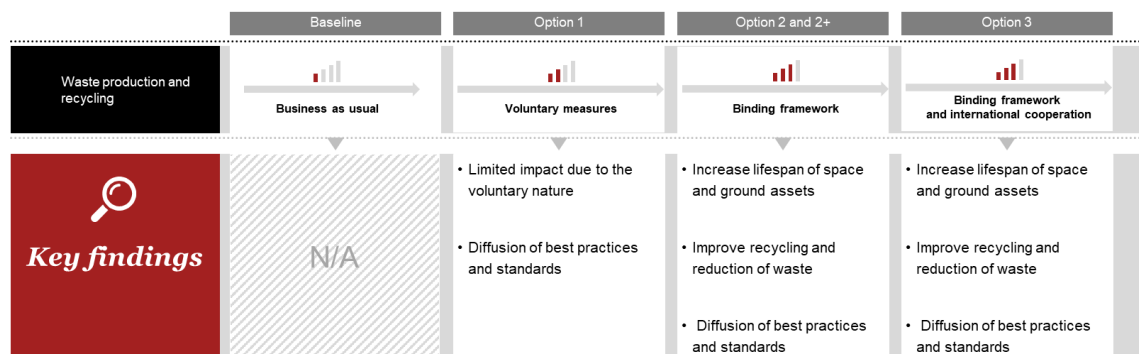 Baseline
Option 1
Option 2 and 2+
Option 3
Waste production and
recycling
Business as usual
Voluntary measures
Binding framework
Binding framework
and international cooperation
Key findings
N/A
• Limited impact due to the
voluntary nature
• Diffusion of best practices
and standards
• Increase lifespan of space
and ground assets
• Improve recycling and
reduction of waste
• Diffusion of best practices
and standards
• Increase lifespan of space
and ground assets
• Improve recycling and
reduction of waste
• Diffusion of best practices
and standards